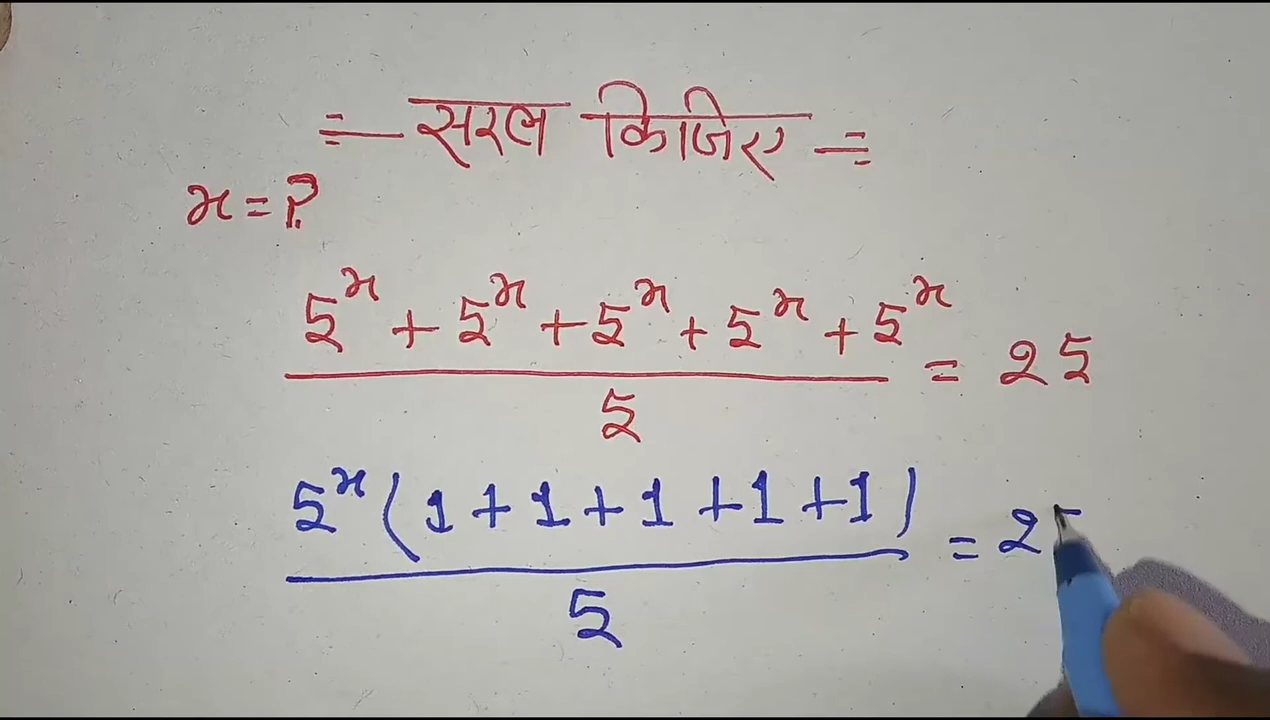 = सरल किजिए =
x = ?
5^x + 5^x + 5^x + 5^x + 5^x / 5 = 25
5^x (1 + 1 + 1 + 1 + 1) / 5 = 2